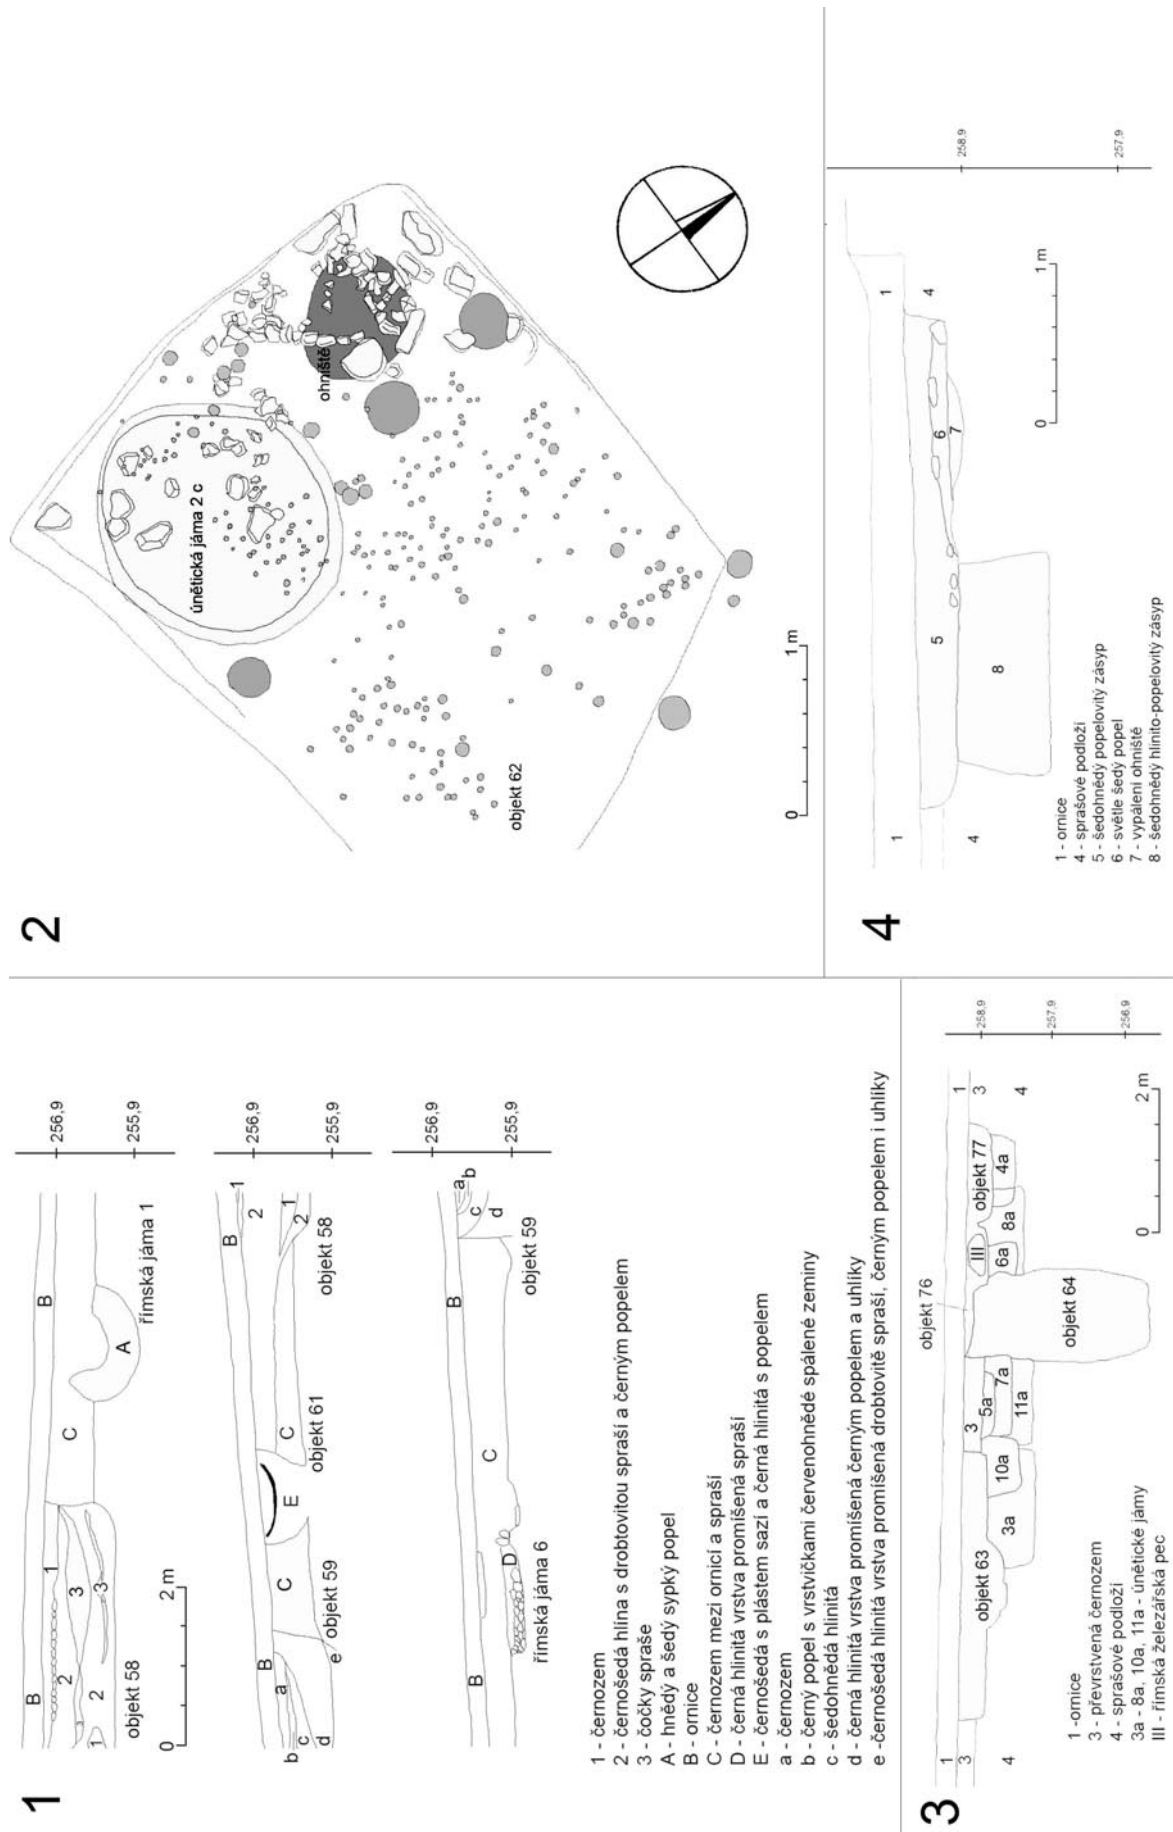 1
B
1
B
2
3
C
2
3
1
A
objekt 58
římská jáma 1
0
2 m
256,9
255,9
B
B
1
a
C
E
C
2
1
2
b
c
d
e
objekt 59
objekt 61
objekt 58
256,9
255,9
B
B
a
b
c
d
C
D
římská jáma 6
objekt 59
256,9
255,9
1 - černozem
2 - černošedá hlína s drobtovitou spraší a černým popelem
3 - čočky spraše
A - hnědý a šedý sypký popel
B - ornice
C - černozem mezi ornicí a spraší
D - černá hlinitá vrstva promíšená spraší
E - černošedá s plástem sazí a černá hlinitá s popelem
a - černozem
b - černý popel s vrstvičkami červenohnědé spálené zeminy
c - šedohnědá hlinitá
d - černá hlinitá vrstva promíšená černým popelem a uhlíky
e -černošedá hlinitá vrstva promíšená drobtovitě spraší, černým popelem i uhlíky
2
únětická jáma 2 c
ohniště
objekt 62
0
1 m
3
objekt 76
1
3
4
objekt 63
3
5a
7a
10a
3a
11a
objekt 64
III
6a
8a
objekt 77
4a
1
3
4
258,9
257,9
256,9
0
2 m
1 -ornice
3 - převrstvená černozem
4 - sprašové podloží
3a - 8a, 10a, 11a - únětické jámy
III - římská železářská pec
4
1
4
5
8
6
7
1
4
258,9
257,9
0
1 m
1 - ornice
4 - sprašové podloží
5 - šedohnědý popelovitý zásyp
6 - světle šedý popel
7 - vypálení ohniště
8 - šedohnědý hlinito-popelovitý zásyp